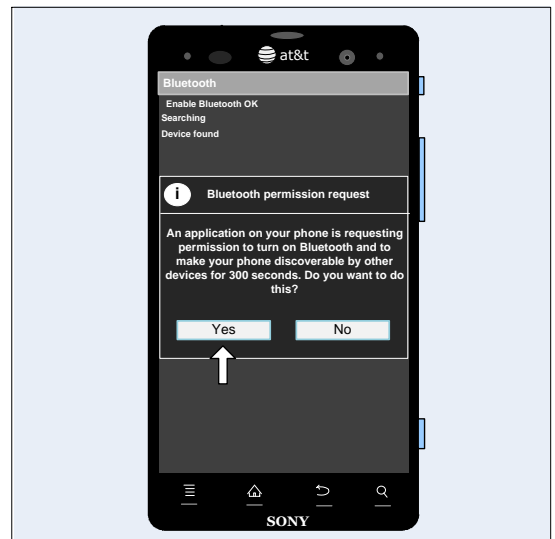 at&t
Bluetooth
Enable Bluetooth OK
Searching
Device found
i
Bluetooth permission request
An application on your phone is requesting
permission to turn on Bluetooth and to
make your phone discoverable by other
devices for 300 seconds. Do you want to do
this?
Yes
No
SONY